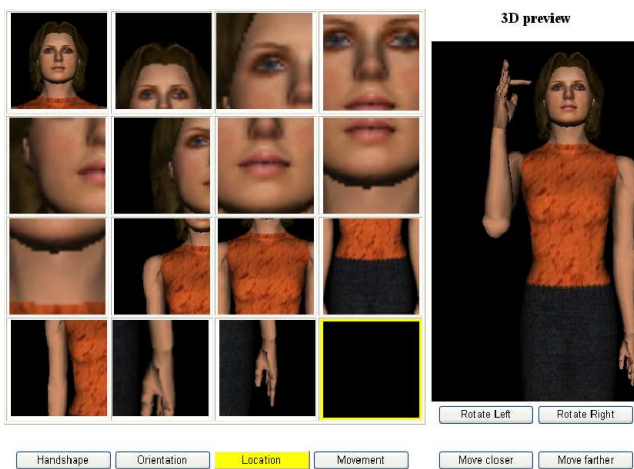 3D preview
Rotate Left
Rotate Right
Handshape
Orientation
Location
Movement
Move closer
Move farther